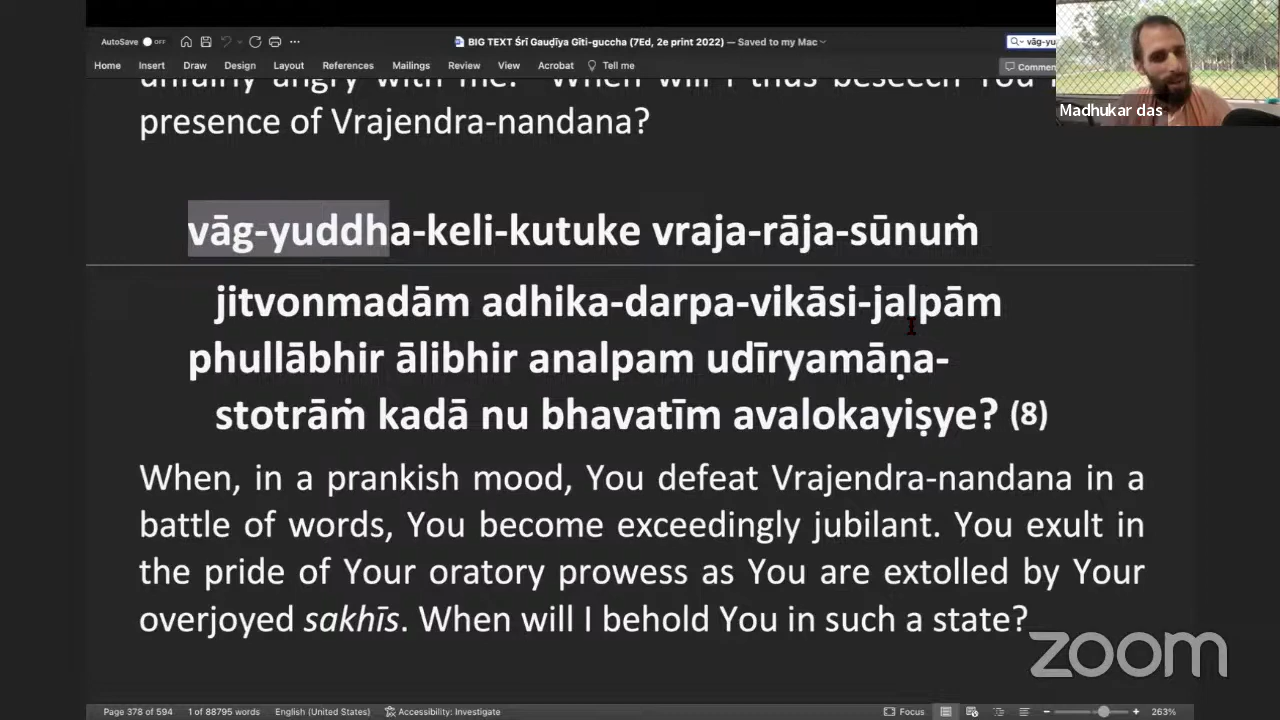 AutoSave OFF
BIG TEXT Śrī Gauḍīya Gīti-guccha (7Ed, 2e print 2022) — Saved to my Mac
vāg-yu
Home Insert Draw Design Layout References Mailings Review View Acrobat Tell me
presence of Vrajendra-nandana?
Madhukar das
vāg-yuddha-keli-kutuke vraja-rāja-sūnuṁ
jitvonmadām adhika-darpa-vikāsi-jalpām
phullābhir ālibhir analpam udīryamāṇa-
stotrāṁ kadā nu bhavatīm avalokayiṣye? (8)
When, in a prankish mood, You defeat Vrajendra-nandana in a
battle of words, You become exceedingly jubilant. You exult in
the pride of Your oratory prowess as You are extolled by Your
overjoyed sakhīs. When will I behold You in such a state?
zoom
Page 378 of 594 1 of 88795 words English (United States) Accessibility: Investigate Focus 263%